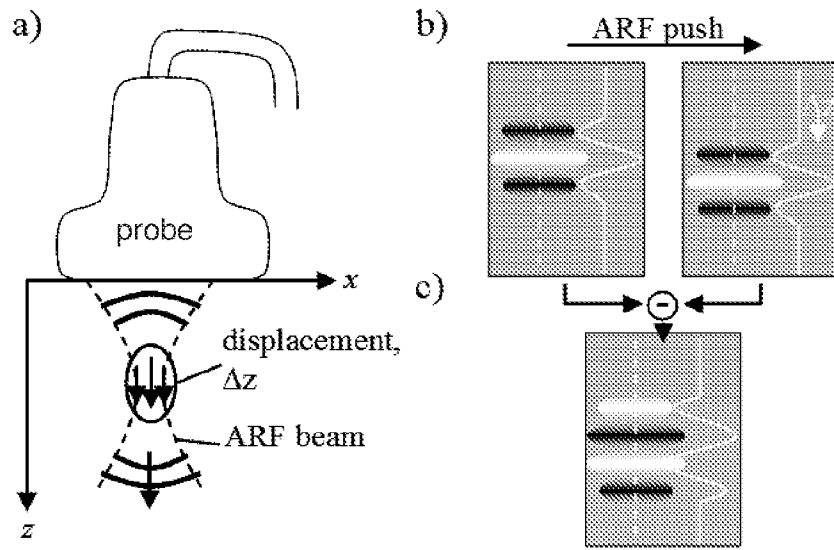 a)
probe
x
displacement,
Δz
ARF beam
z
b)
ARF push
c)
-